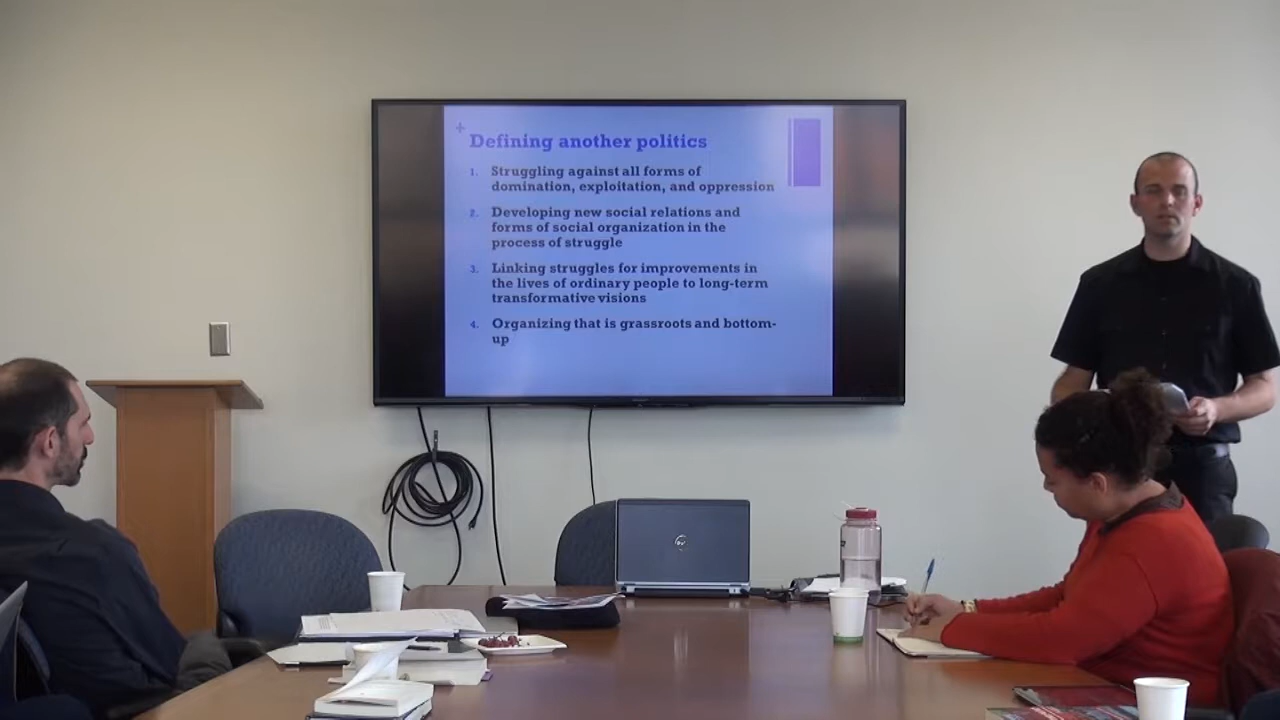 +
Defining another politics
1. Struggling against all forms of
domination, exploitation, and oppression
2. Developing new social relations and
forms of social organization in the
process of struggle
3. Linking struggles for improvements in
the lives of ordinary people to long-term
transformative visions
4. Organizing that is grassroots and bottom-
up